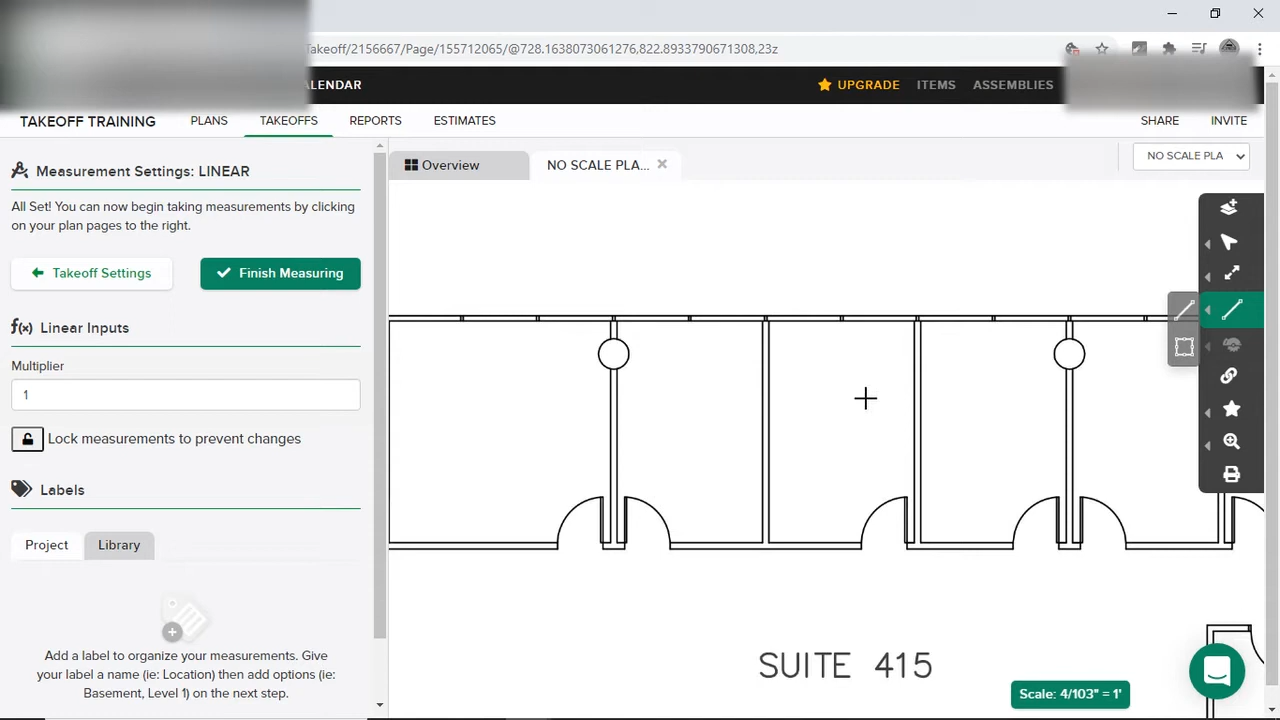 Takeoff/2156667/Page/155712065/@728.1638073061276,822.8933790671308,23z
ALENDAR
UPGRADE ITEMS ASSEMBLIES
TAKEOFF TRAINING PLANS TAKEOFFS REPORTS ESTIMATES SHARE INVITE
Measurement Settings: LINEAR
All Set! You can now begin taking measurements by clicking
on your plan pages to the right.
Takeoff Settings
Finish Measuring
f(x) Linear Inputs
Multiplier
1
Lock measurements to prevent changes
Labels
Project Library
Add a label to organize your measurements. Give
your label a name (ie: Location) then add options (ie:
Basement, Level 1) on the next step.
Overview NO SCALE PLA... NO SCALE PLA
SUITE 415
Scale: 4/103" = 1'